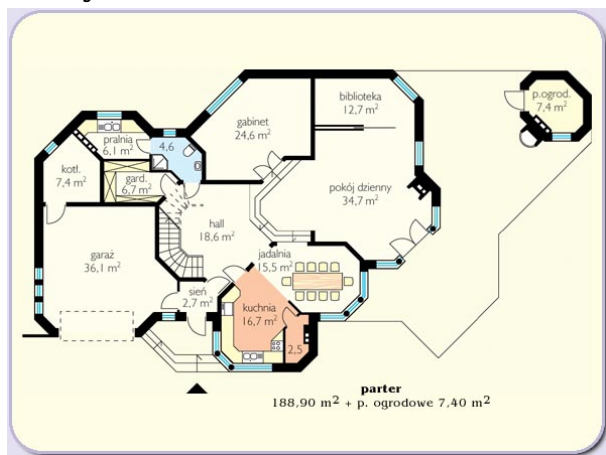 biblioteka
12,7 m²
p.ogrod.
7,4 m²
gabinet
24,6 m²
pralnia
6,1 m²
4,6
kotł.
7,4 m²
gard.
6,7 m²
pokój dzienny
34,7 m²
hall
18,6 m²
garaż
36,1 m²
jadalnia
15,5 m²
sień
2,7 m²
kuchnia
16,7 m²
2,5
parter
188,90 m² + p. ogrodowe 7,40 m²